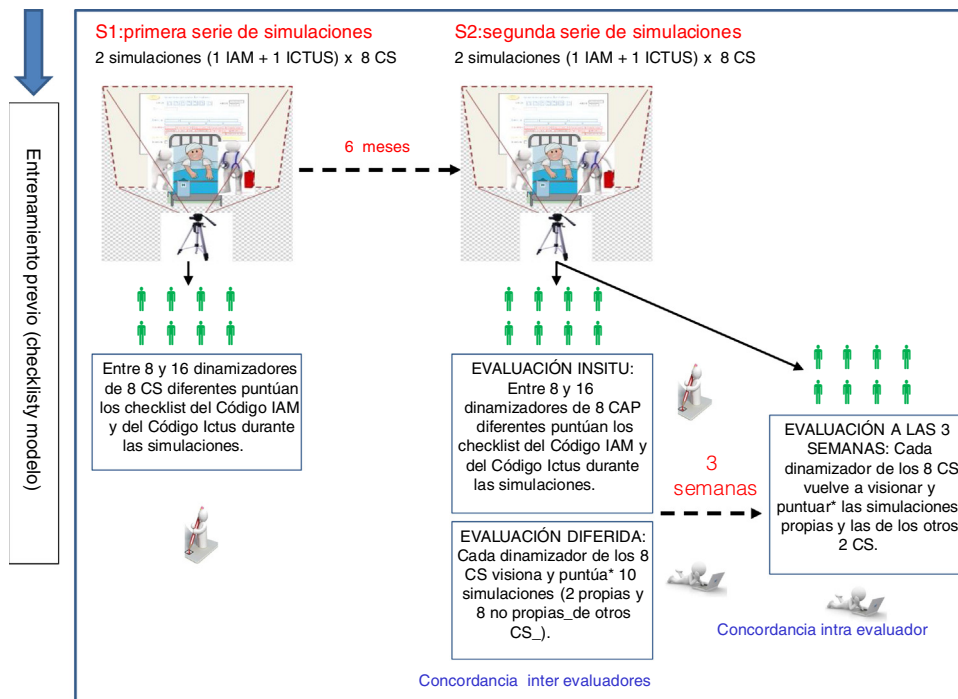 Entrenamiento previo (checklisty modelo)
S1:primera serie de simulaciones
2 simulaciones (1 IAM + 1 ICTUS) x 8 CS
6 meses
S2:segunda serie de simulaciones
2 simulaciones (1 IAM + 1 ICTUS) x 8 CS
Entre 8 y 16 dinamizadores
de 8 CS diferentes puntúan
los checklist del Código IAM
y del Código Ictus durante
las simulaciones.
EVALUACIÓN INSITU:
Entre 8 y 16
dinamizadores de 8 CAP
diferentes puntúan los
checklist del Código IAM y
del Código Ictus durante
las simulaciones.
EVALUACIÓN DIFERIDA:
Cada dinamizador de los 8
CS visiona y puntúa* 10
simulaciones (2 propias y
8 no propias_de otros
CS_).
Concordancia inter evaluadores
3
semanas
EVALUACIÓN A LAS 3
SEMANAS: Cada
dinamizador de los 8 CS
vuelve a visionar y
puntuar* las simulaciones
propias y las de los otros
2 CS.
Concordancia intra evaluador